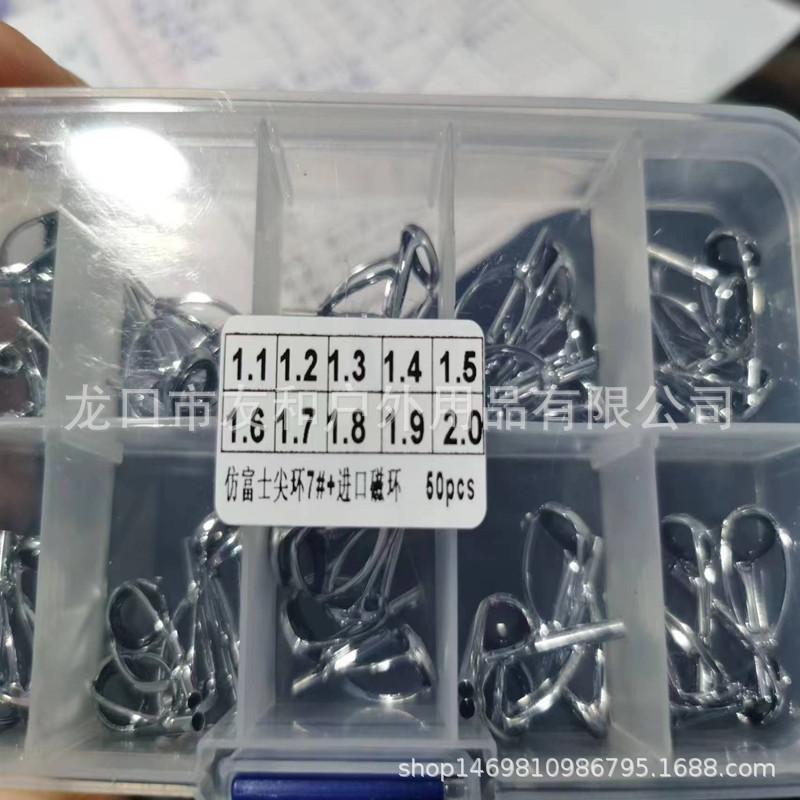 1.1 1.2 1.3 1.4 1.5
龙口市友和户外用品有限公司
1.6 1.7 1.8 1.9 2.0
仿富士尖环7#+进口磁环 50pcs
shop1469810986795.1688.com